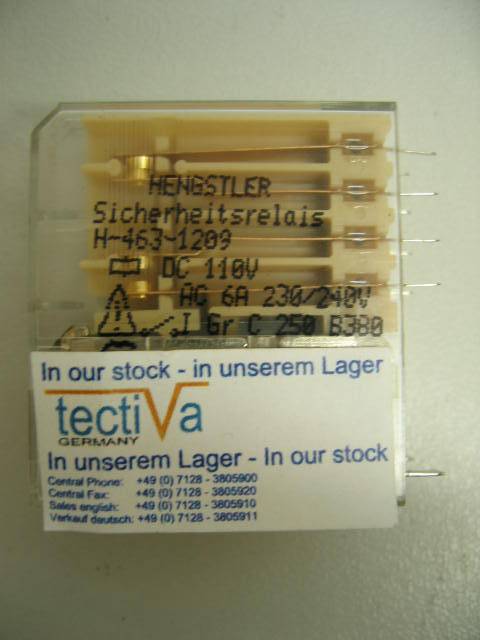 HENGSTLER
Sicherheitsrelais
H-463-1209
DC 110V
AC 6A 230/240V
I Gr C 250 B380
In our stock - in unserem Lager
tectiVa
GERMANY
In unserem Lager - In our stock
Central Phone: +49 (0) 7128 - 3805900
Central Fax: +49 (0) 7128 - 3805920
Sales english: +49 (0) 7128 - 3805910
Verkauf deutsch: +49 (0) 7128 - 3805911